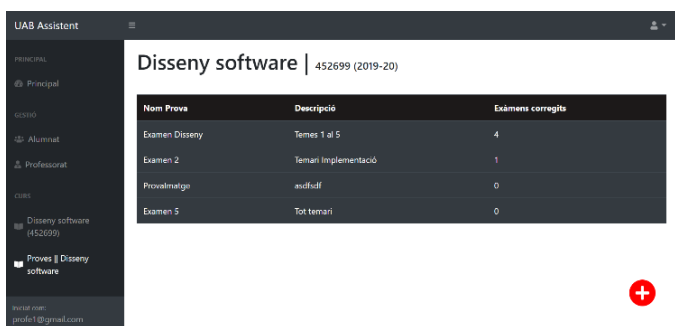 UAB Assistent
PRINCIPAL
Principal
GESTIÓ
Alumnat
Professorat
CURS
Disseny software
(452699)
Proves || Disseny
software
Iniciat com:
profe1@gmail.com
Disseny software | 452699 (2019-20)
Nom Prova Descripció Exàmens corregits
Examen Disseny Temes 1 al 5 4
Examen 2 Temari Implementació 1
ProvaImatge asdfsdf 0
Examen 5 Tot temari 0